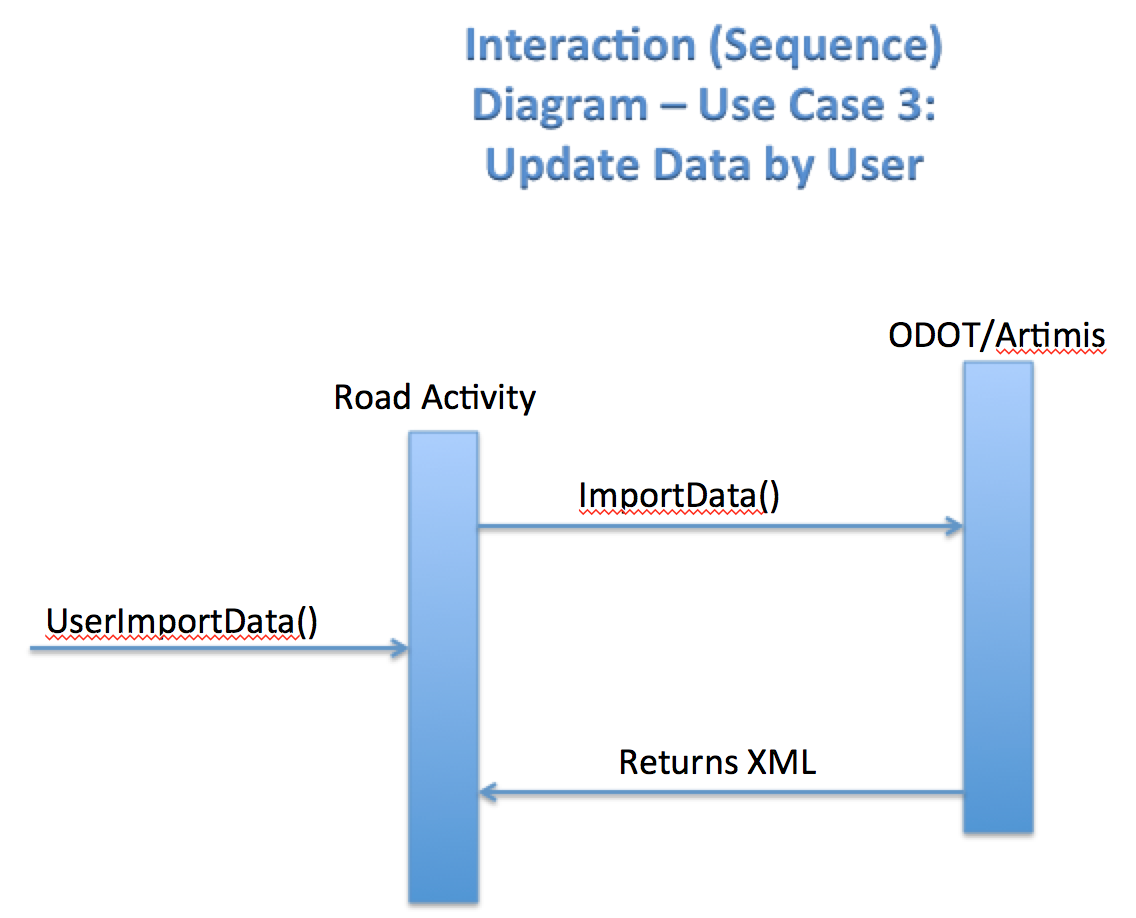 Interaction (Sequence)
Diagram – Use Case 3:
Update Data by User
ODOT/Artimis
Road Activity
ImportData()
UserImportData()
Returns XML